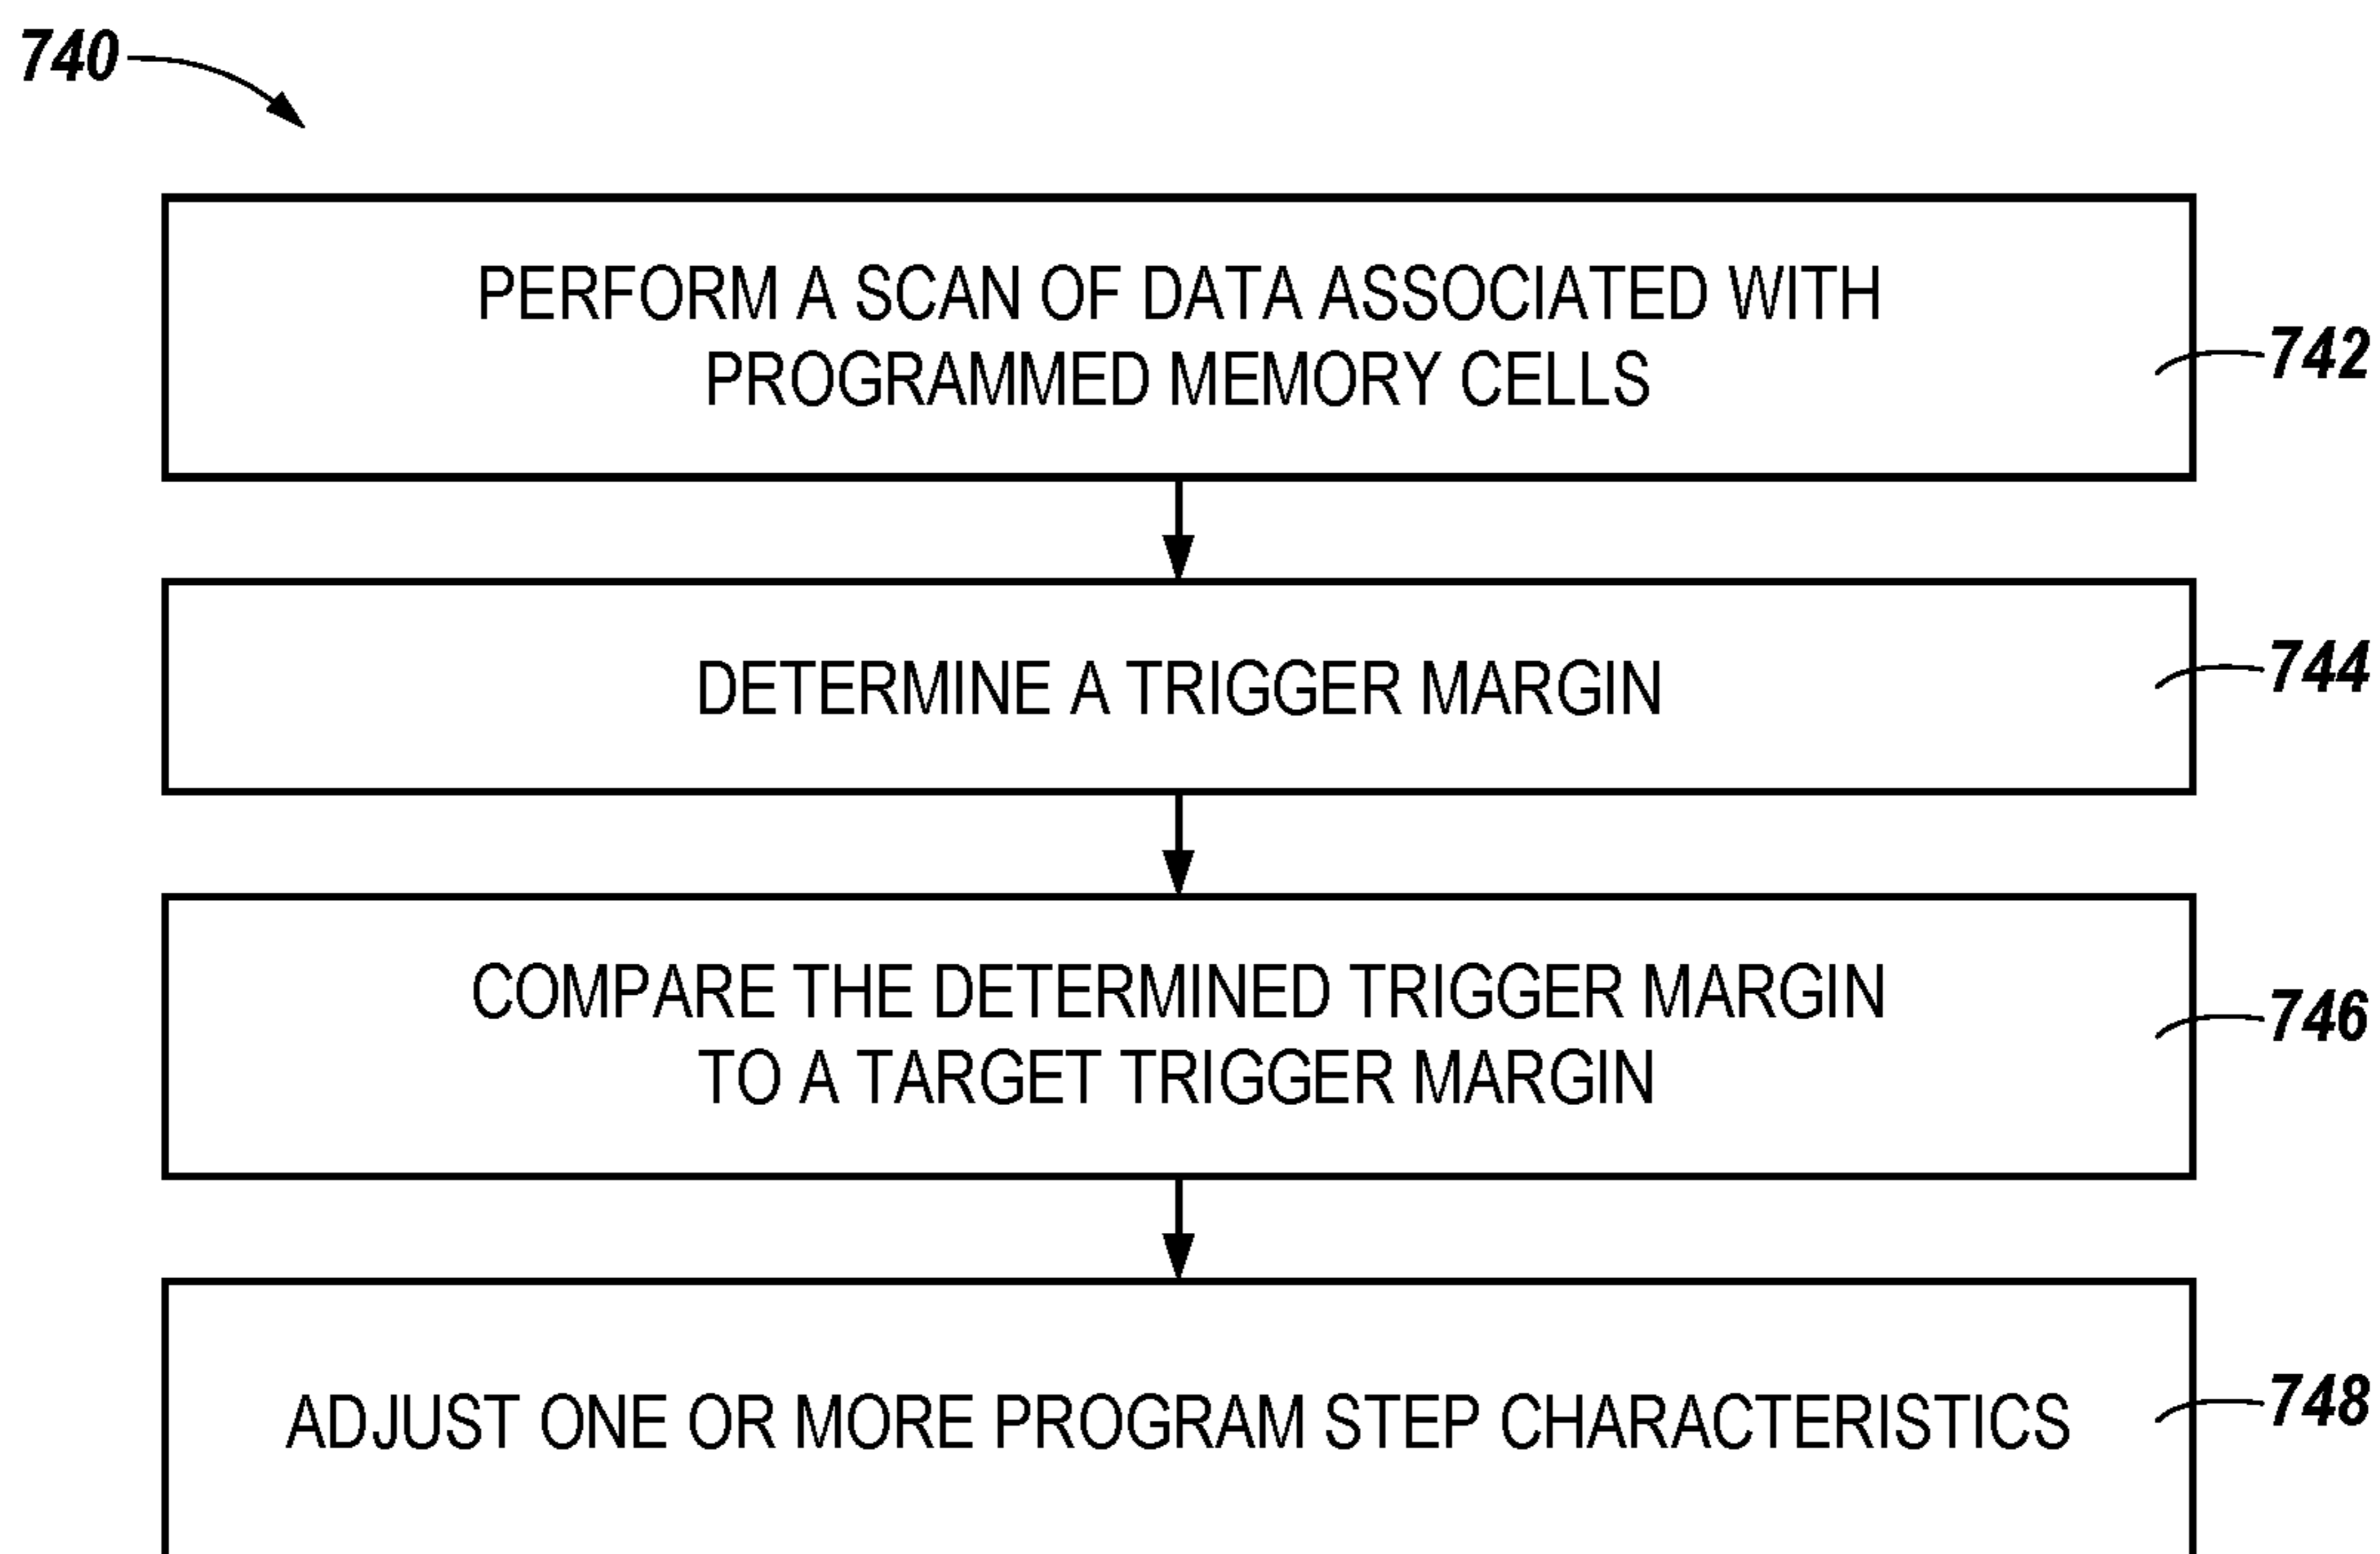 740
PERFORM A SCAN OF DATA ASSOCIATED WITH
PROGRAMMED MEMORY CELLS
742
DETERMINE A TRIGGER MARGIN
744
COMPARE THE DETERMINED TRIGGER MARGIN
TO A TARGET TRIGGER MARGIN
746
ADJUST ONE OR MORE PROGRAM STEP CHARACTERISTICS
748